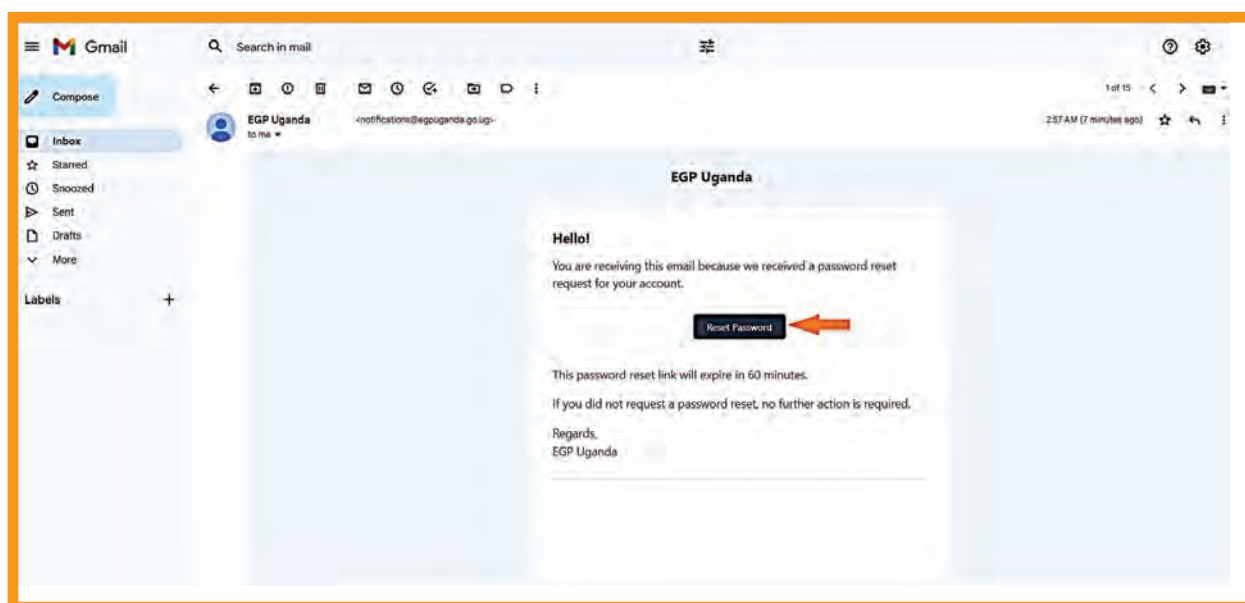 Gmail
Search in mail
Compose
1 of 15
EGP Uganda <notifications@egpuganda.go.ug>
2:57 AM (7 minutes ago)
to me
Inbox
Starred
Snoozed
Sent
Drafts
More
Labels
EGP Uganda
Hello!
You are receiving this email because we received a password reset
request for your account.
Reset Password
This password reset link will expire in 60 minutes.
If you did not request a password reset, no further action is required.
Regards,
EGP Uganda